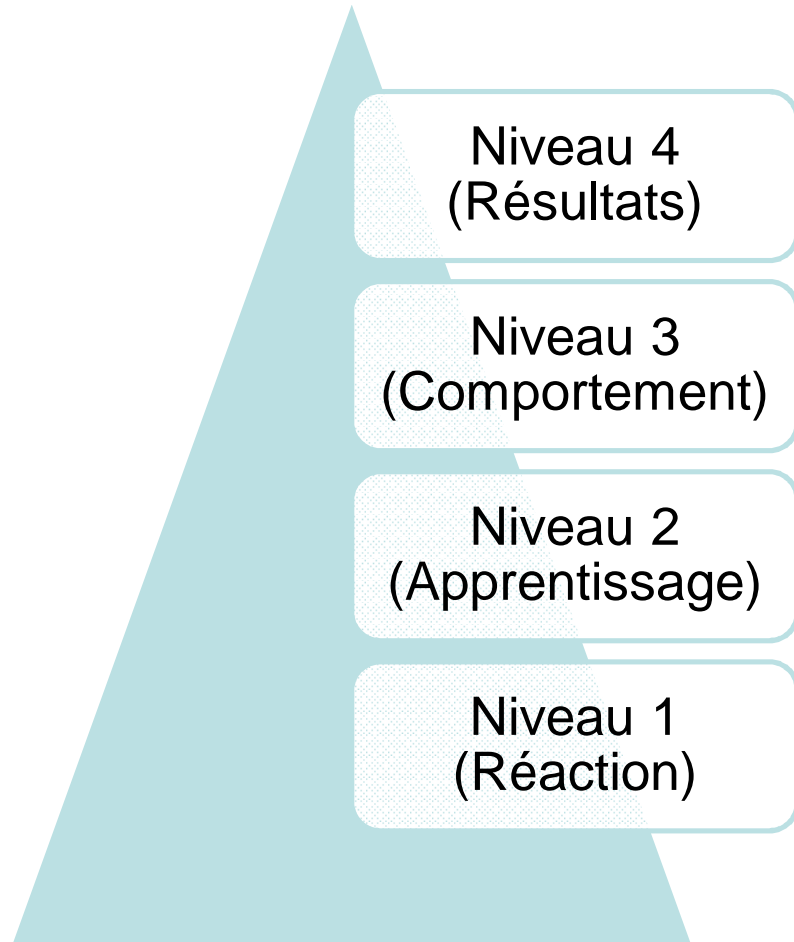 Niveau 4
(Résultats)
Niveau 3
(Comportement)
Niveau 2
(Apprentissage)
Niveau 1
(Réaction)